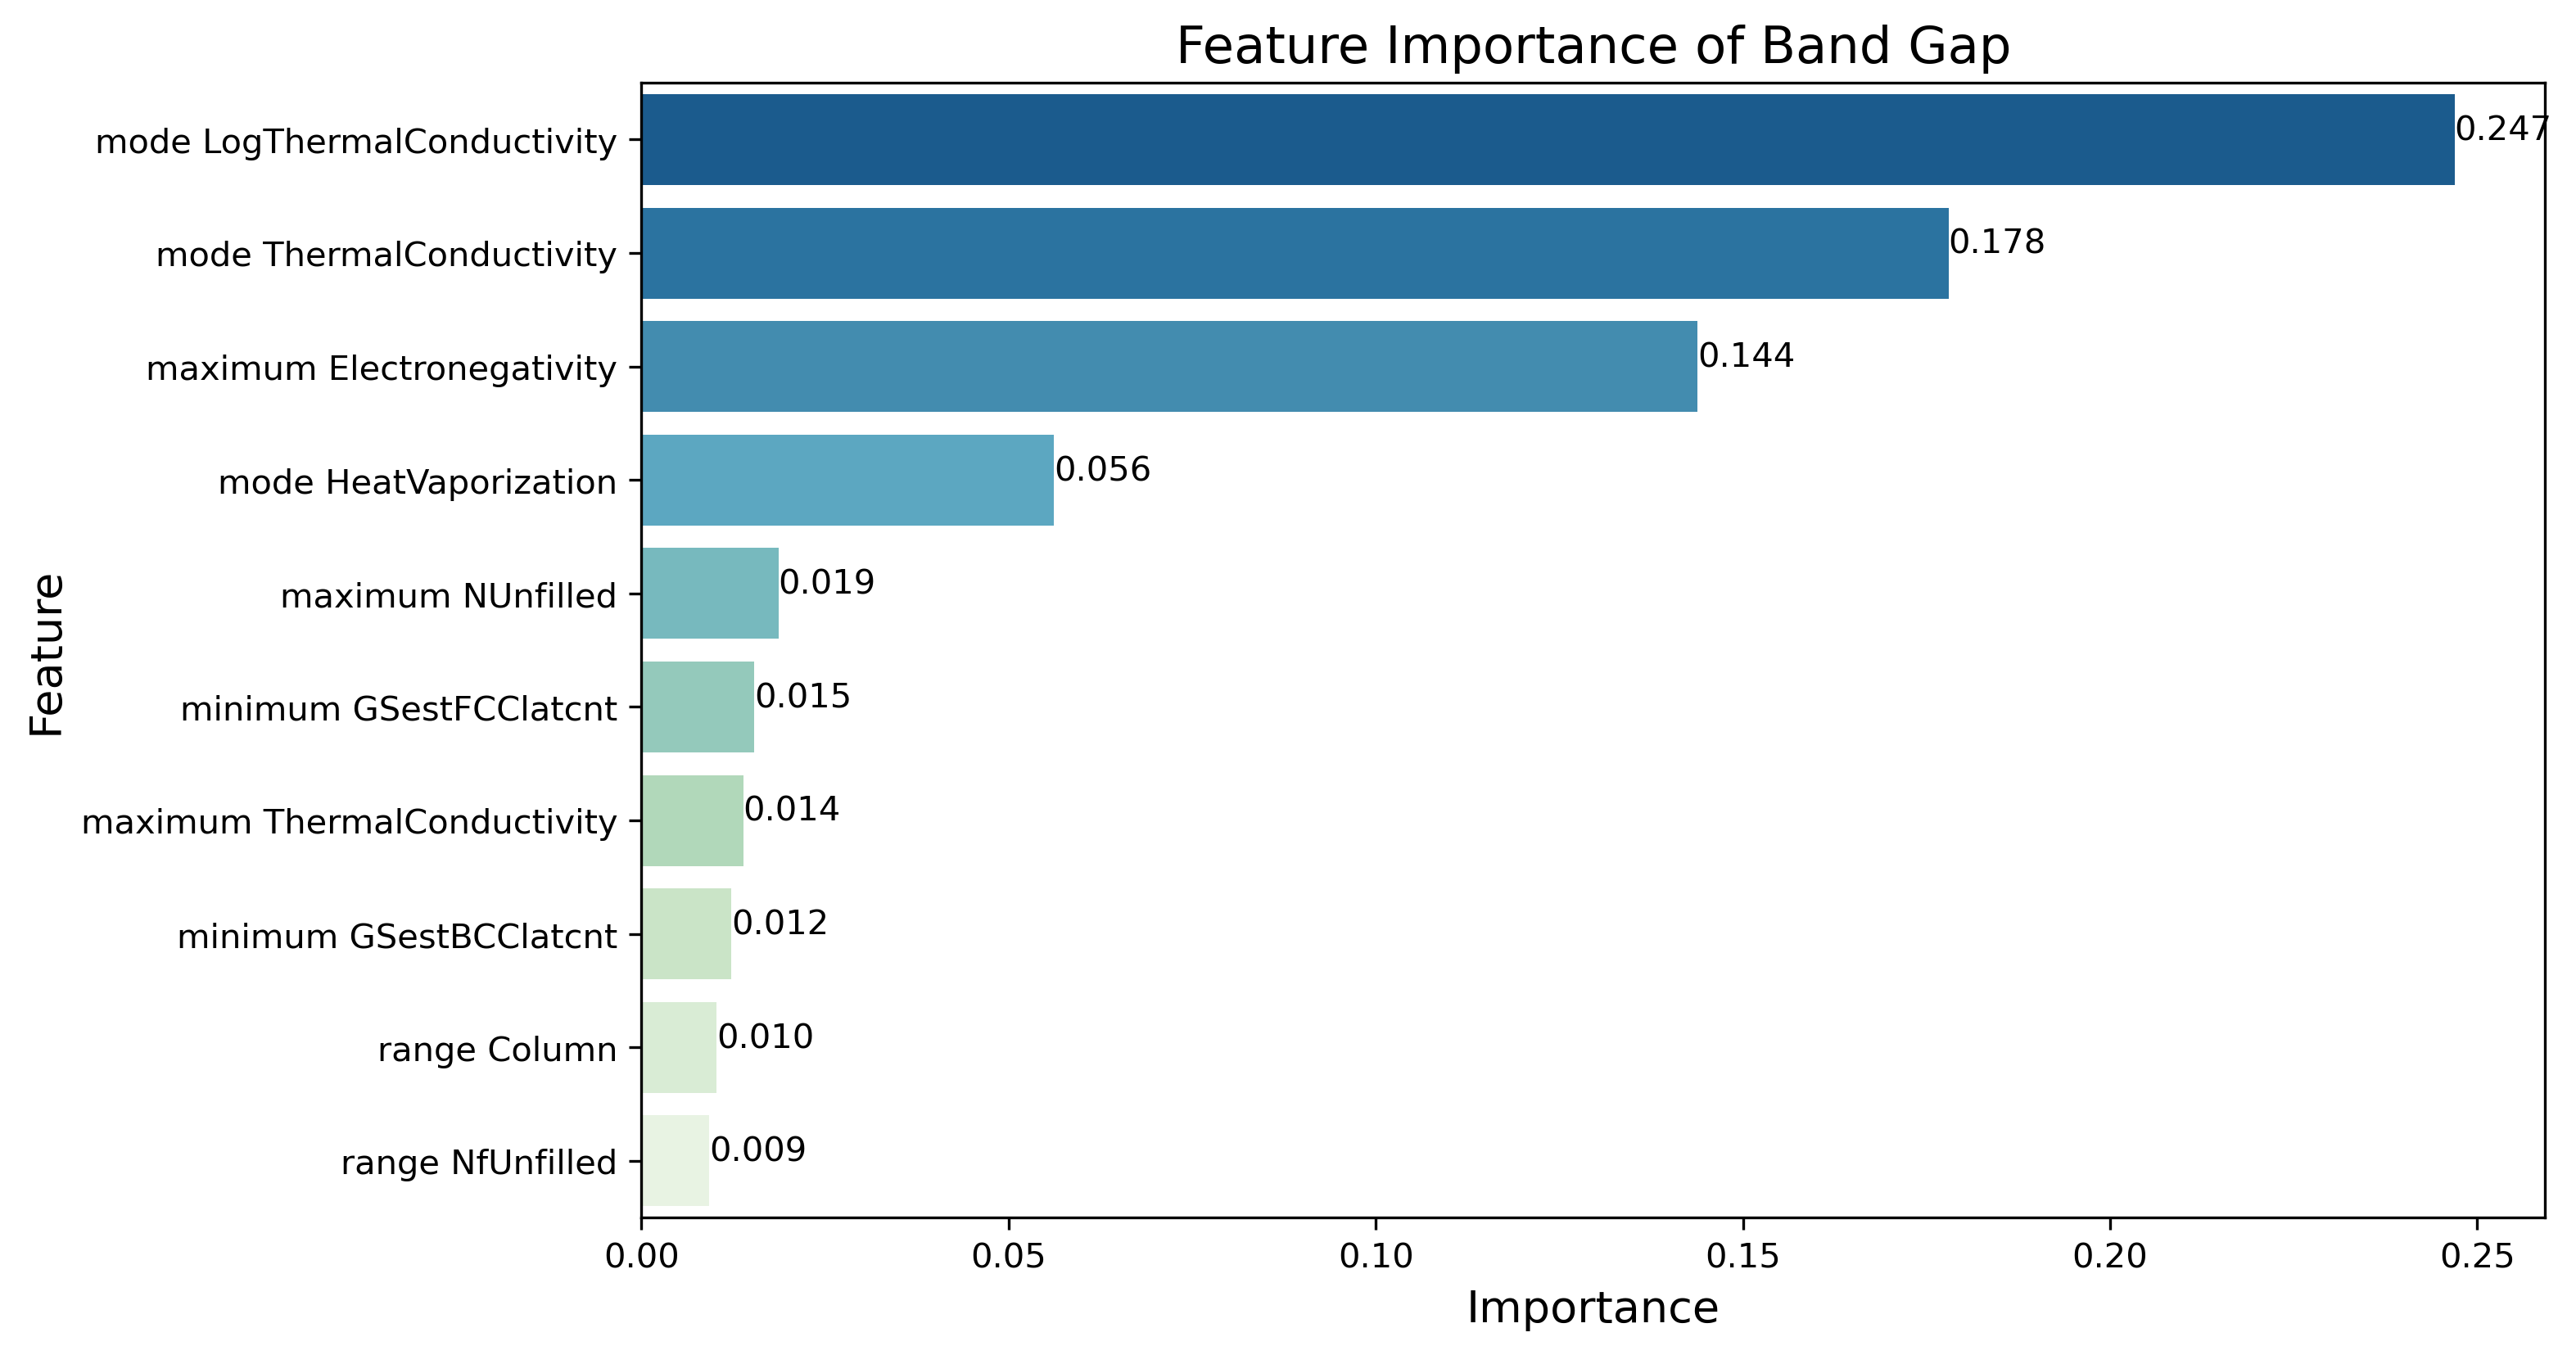 Feature Importance of Band Gap
mode LogThermalConductivity
0.247
mode ThermalConductivity
0.178
maximum Electronegativity
0.144
mode HeatVaporization
0.056
maximum NUnfilled
0.019
minimum GSestFCClatcnt
0.015
maximum ThermalConductivity
0.014
minimum GSestBCClatcnt
0.012
range Column
0.010
range NfUnfilled
0.009
Feature
0.00 0.05 0.10 0.15 0.20 0.25
Importance